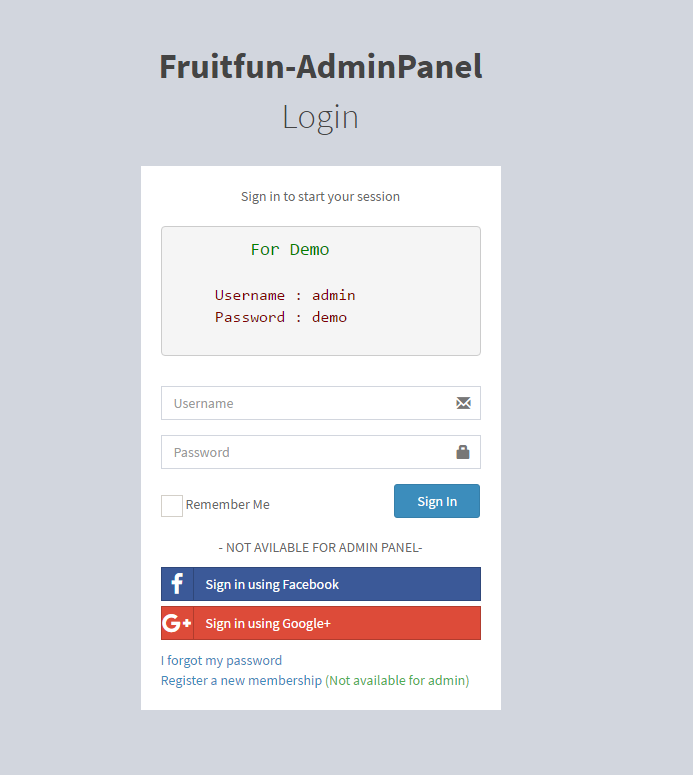 Fruitfun-AdminPanel
Login
Sign in to start your session
For Demo
Username : admin
Password : demo
Username
Password
Remember Me
Sign In
- NOT AVILABLE FOR ADMIN PANEL-
f Sign in using Facebook
G+ Sign in using Google+
I forgot my password
Register a new membership (Not available for admin)